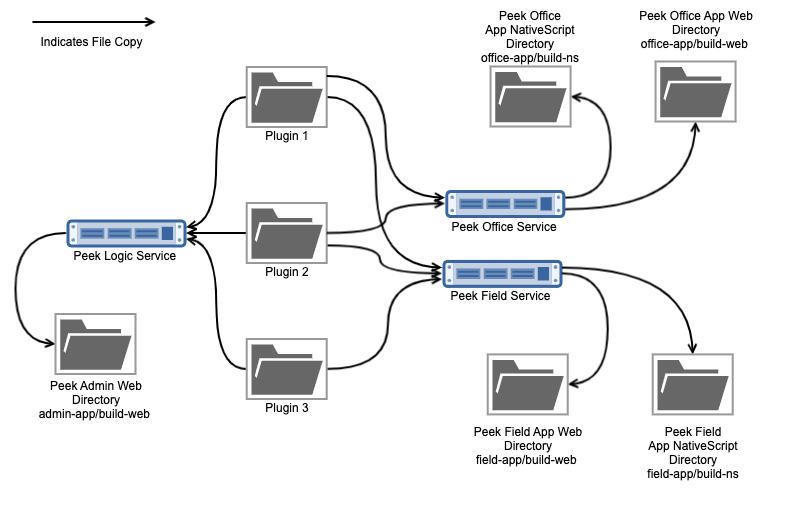 Indicates File Copy
Peek Office
App NativeScript
Directory
office-app/build-ns
Peek Office App Web
Directory
office-app/build-web
Plugin 1
Peek Office Service
Peek Logic Service
Plugin 2
Peek Field Service
Peek Admin Web
Directory
admin-app/build-web
Plugin 3
Peek Field App Web
Directory
field-app/build-web
Peek Field
App NativeScript
Directory
field-app/build-ns